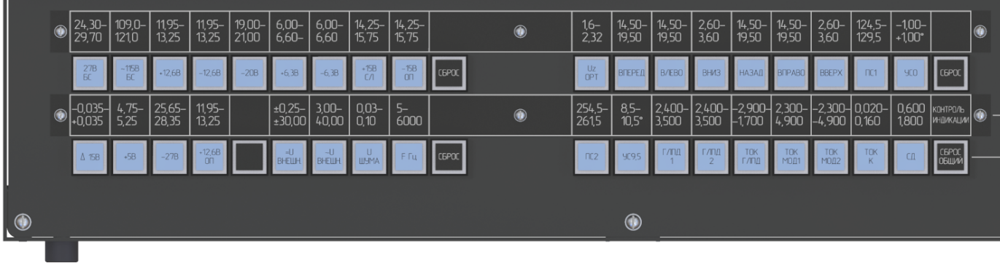 24,30– 109,0– 11,95– 11,95– 19,00– 6,00– 6,00– 14,25– 14,25– 1,6– 14,50– 14,50– 2,60– 14,50– 14,50– 2,60– 124,5– –1,00–
29,70 121,0 13,25 13,25 21,00 6,60– 6,60 15,75 15,75 2,32 19,50 19,50 3,60 19,50 19,50 3,60 129,5 +1,00°
27В БС ~115В БС +12,6В –12,6В –20В +6,3В –6,3В +15В С/1 –15В ОП СБРОС Uz ОРТ ВПЕРЕД ВЛЕВО ВНИЗ НАЗАД ВПРАВО ВВЕРХ ПС1 УС0 СБРОС
–0,035– 4,75– 25,65– 11,95– ±0,25– 3,00– 0,03– 5– 254,5– 8,5– 2,400– 2,400– –2,900– 2,300– –2,300– 0,020– 0,600 КОНТРОЛЬ
+0,035 5,25 28,35 13,25 ±30,00 40,00 0,10 6000 261,5 10,5° 3,500 3,500 –1,700 4,900 –4,900 0,160 1,800 ИНДИКАЦИИ
Δ 15В +5В –27В +12,6В ОП =U ВНЕШН. ~U ВНЕШН. U ШУМА F Гц СБРОС ПС2 УС9,5 Г/ЛПД 1 Г/ЛПД 2 ТОК Г/ЛПД ТОК МОД1 ТОК МОД2 ТОК К СД СБРОС ОБЩИЙ